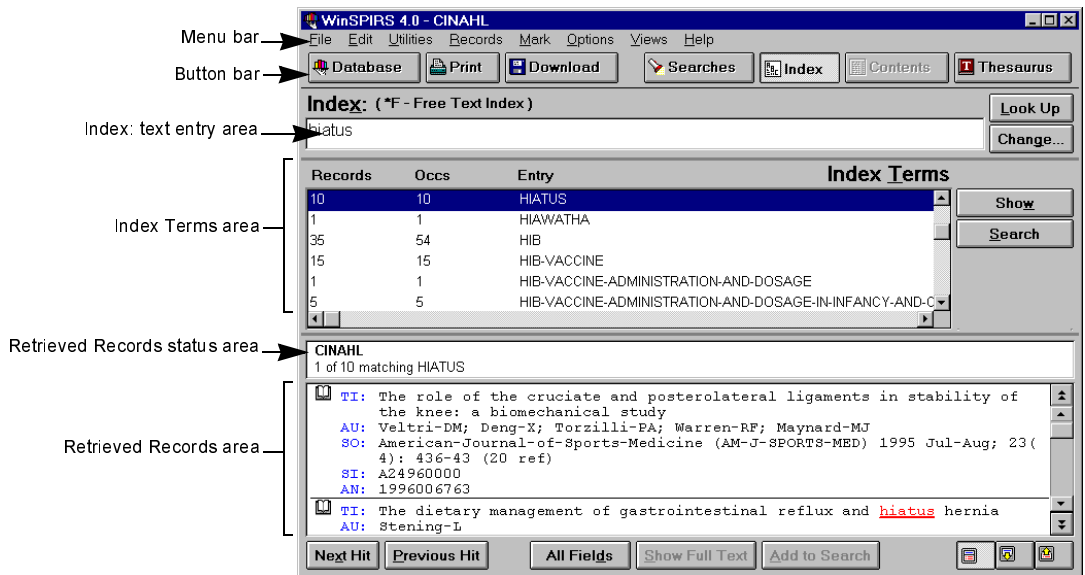 WinSPIRS 4.0 - CINAHL
Menu bar
File Edit Utilities Records Mark Options Views Help
Button bar
Database Print Download Searches Index Contents Thesaurus
Index: (*F - Free Text Index)
Look Up
Index: text entry area
hiatus
Change...
Records Occs Entry Index Terms
10 10 HIATUS
Show
Index Terms area
1 1 HIAWATHA
35 54 HIB
Search
15 15 HIB-VACCINE
1 1 HIB-VACCINE-ADMINISTRATION-AND-DOSAGE
5 5 HIB-VACCINE-ADMINISTRATION-AND-DOSAGE-IN-INFANCY-AND-C
Retrieved Records status area
CINAHL
1 of 10 matching HIATUS
Retrieved Records area
TI: The role of the cruciate and posterolateral ligaments in stability of
the knee: a biomechanical study
AU: Veltri-DM; Deng-X; Torzilli-PA; Warren-RF; Maynard-MJ
SO: American-Journal-of-Sports-Medicine (AM-J-SPORTS-MED) 1995 Jul-Aug; 23(
4): 436-43 (20 ref)
SI: A24960000
AN: 1996006763
TI: The dietary management of gastrointestinal reflux and hiatus hernia
AU: Stening-L
Next Hit Previous Hit All Fields Show Full Text Add to Search